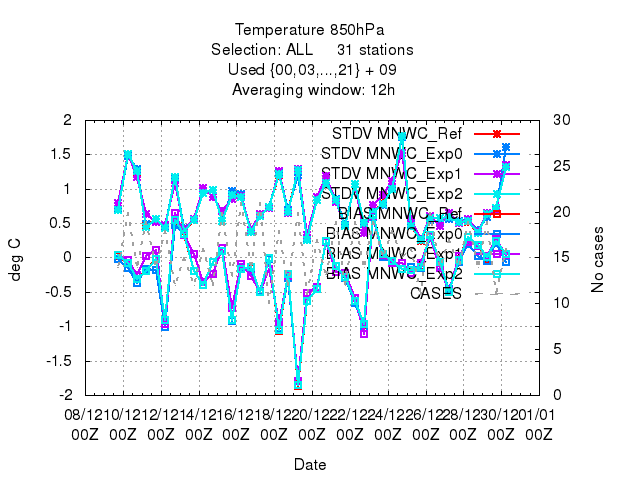 Temperature 850hPa
Selection: ALL 31 stations
Used {00,03,...,21} + 09
Averaging window: 12h
STDV MNWC_Ref
STDV MNWC_Exp0
STDV MNWC_Exp1
STDV MNWC_Exp2
BIAS MNWC_Ref
BIAS MNWC_Exp0
BIAS MNWC_Exp1
BIAS MNWC_Exp2
CASES
2
1.5
1
0.5
0
-0.5
-1
-1.5
-2
deg C
30
25
20
15
10
5
0
No cases
08/12 10/12 12/12 14/12 16/12 18/12 20/12 22/12 24/12 26/12 28/12 30/12 01/01
00Z 00Z 00Z 00Z 00Z 00Z 00Z 00Z 00Z 00Z 00Z 00Z 00Z
Date